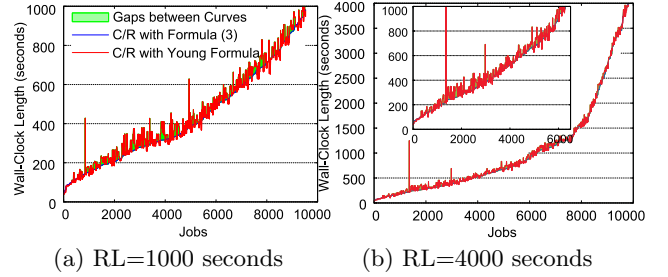 Gaps between Curves
C/R with Formula (3)
C/R with Young Formula
Wall-Clock Length (seconds)
1000
800
600
400
200
0
0 2000 4000 6000 8000 10000
Jobs
(a) RL=1000 seconds
Wall-Clock Length (seconds)
4000
3500
3000
2500
2000
1500
1000
500
0
0 2000 4000 6000 8000 10000
Jobs
1000
800
600
400
200
0 2000 4000 6000
(b) RL=4000 seconds